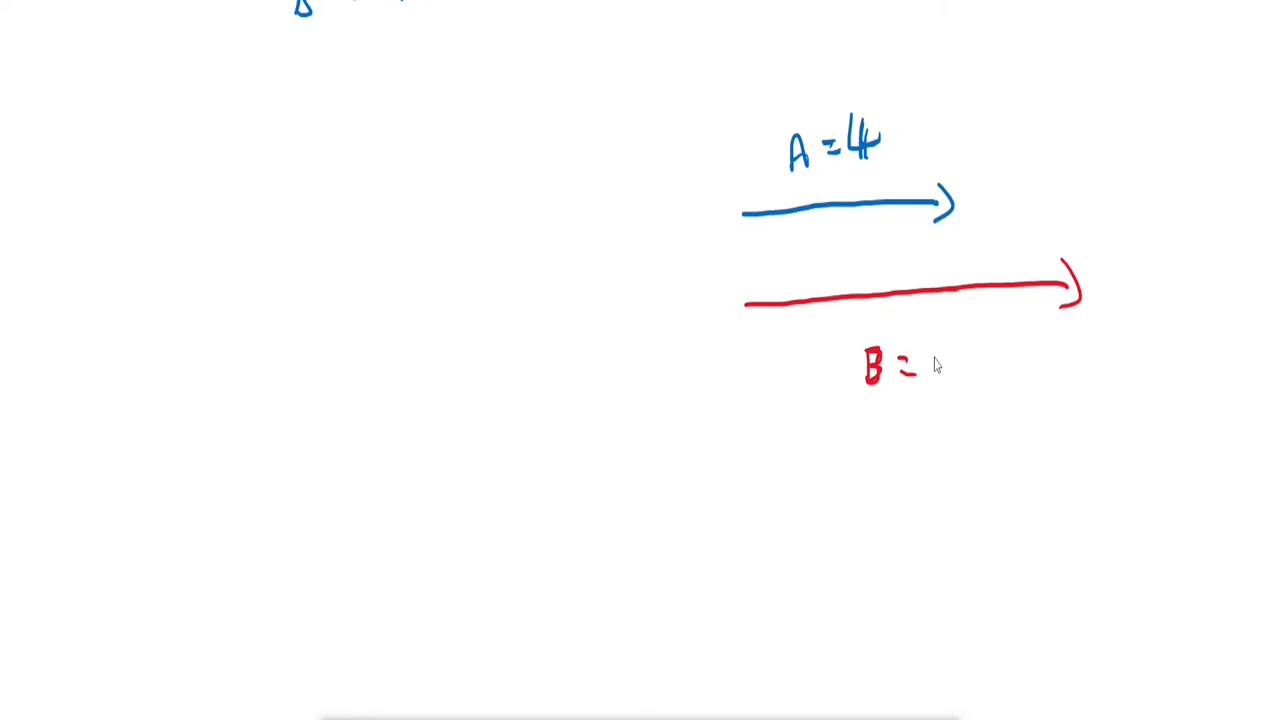 A = 4
B =